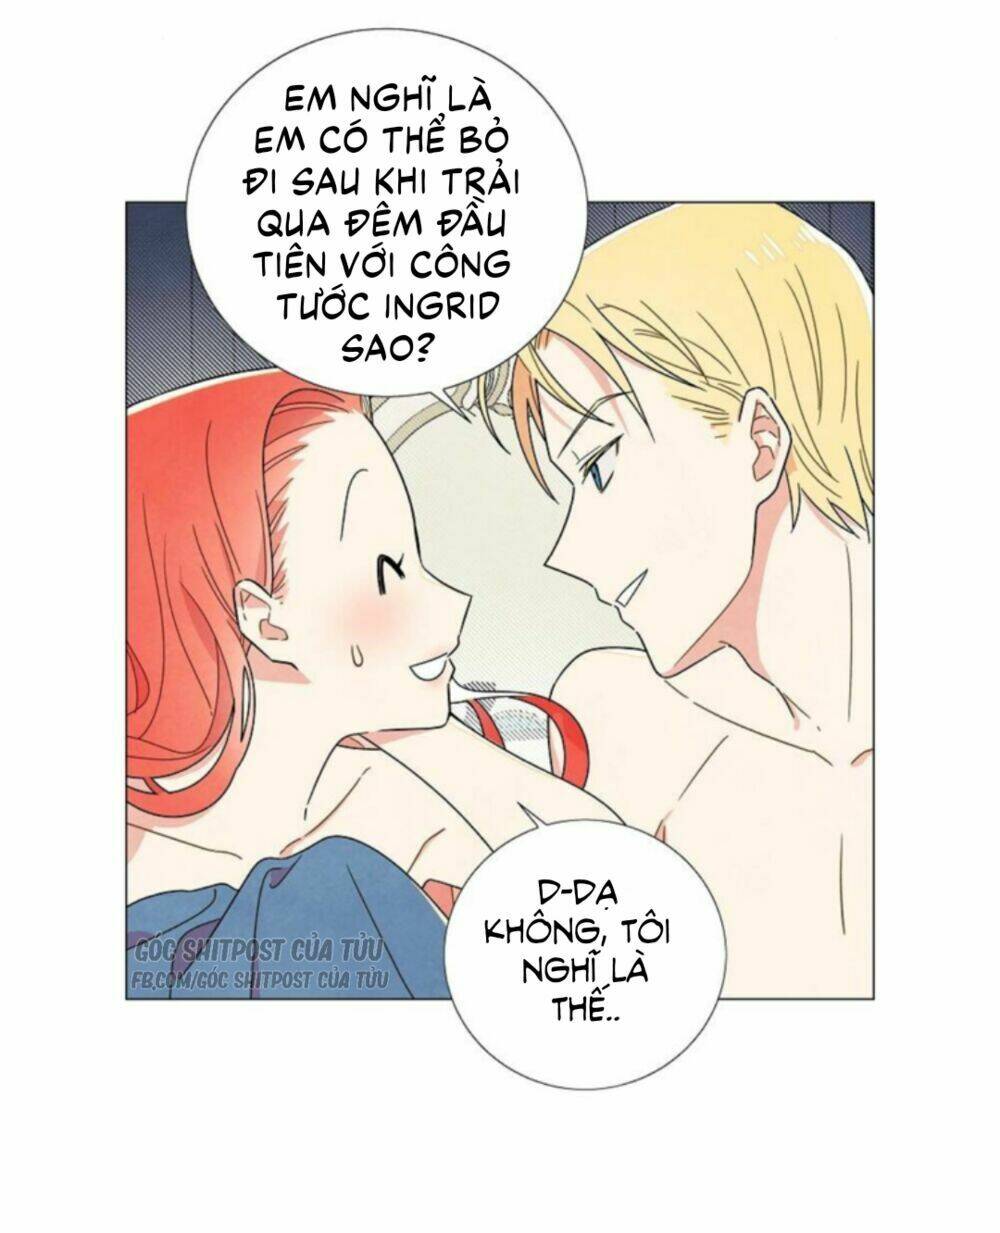 EM NGHĨ LÀ
EM CÓ THỂ BỎ
ĐI SAU KHI TRẢI
QUA ĐÊM ĐẦU
TIÊN VỚI CÔNG
TƯỚC INGRID
SAO?
D-DẠ
KHÔNG, TÔI
NGHĨ LÀ
THẾ..
GÓC SHITPOST CỦA TỬU
FB.COM/GÓC SHITPOST CỦA TỬU